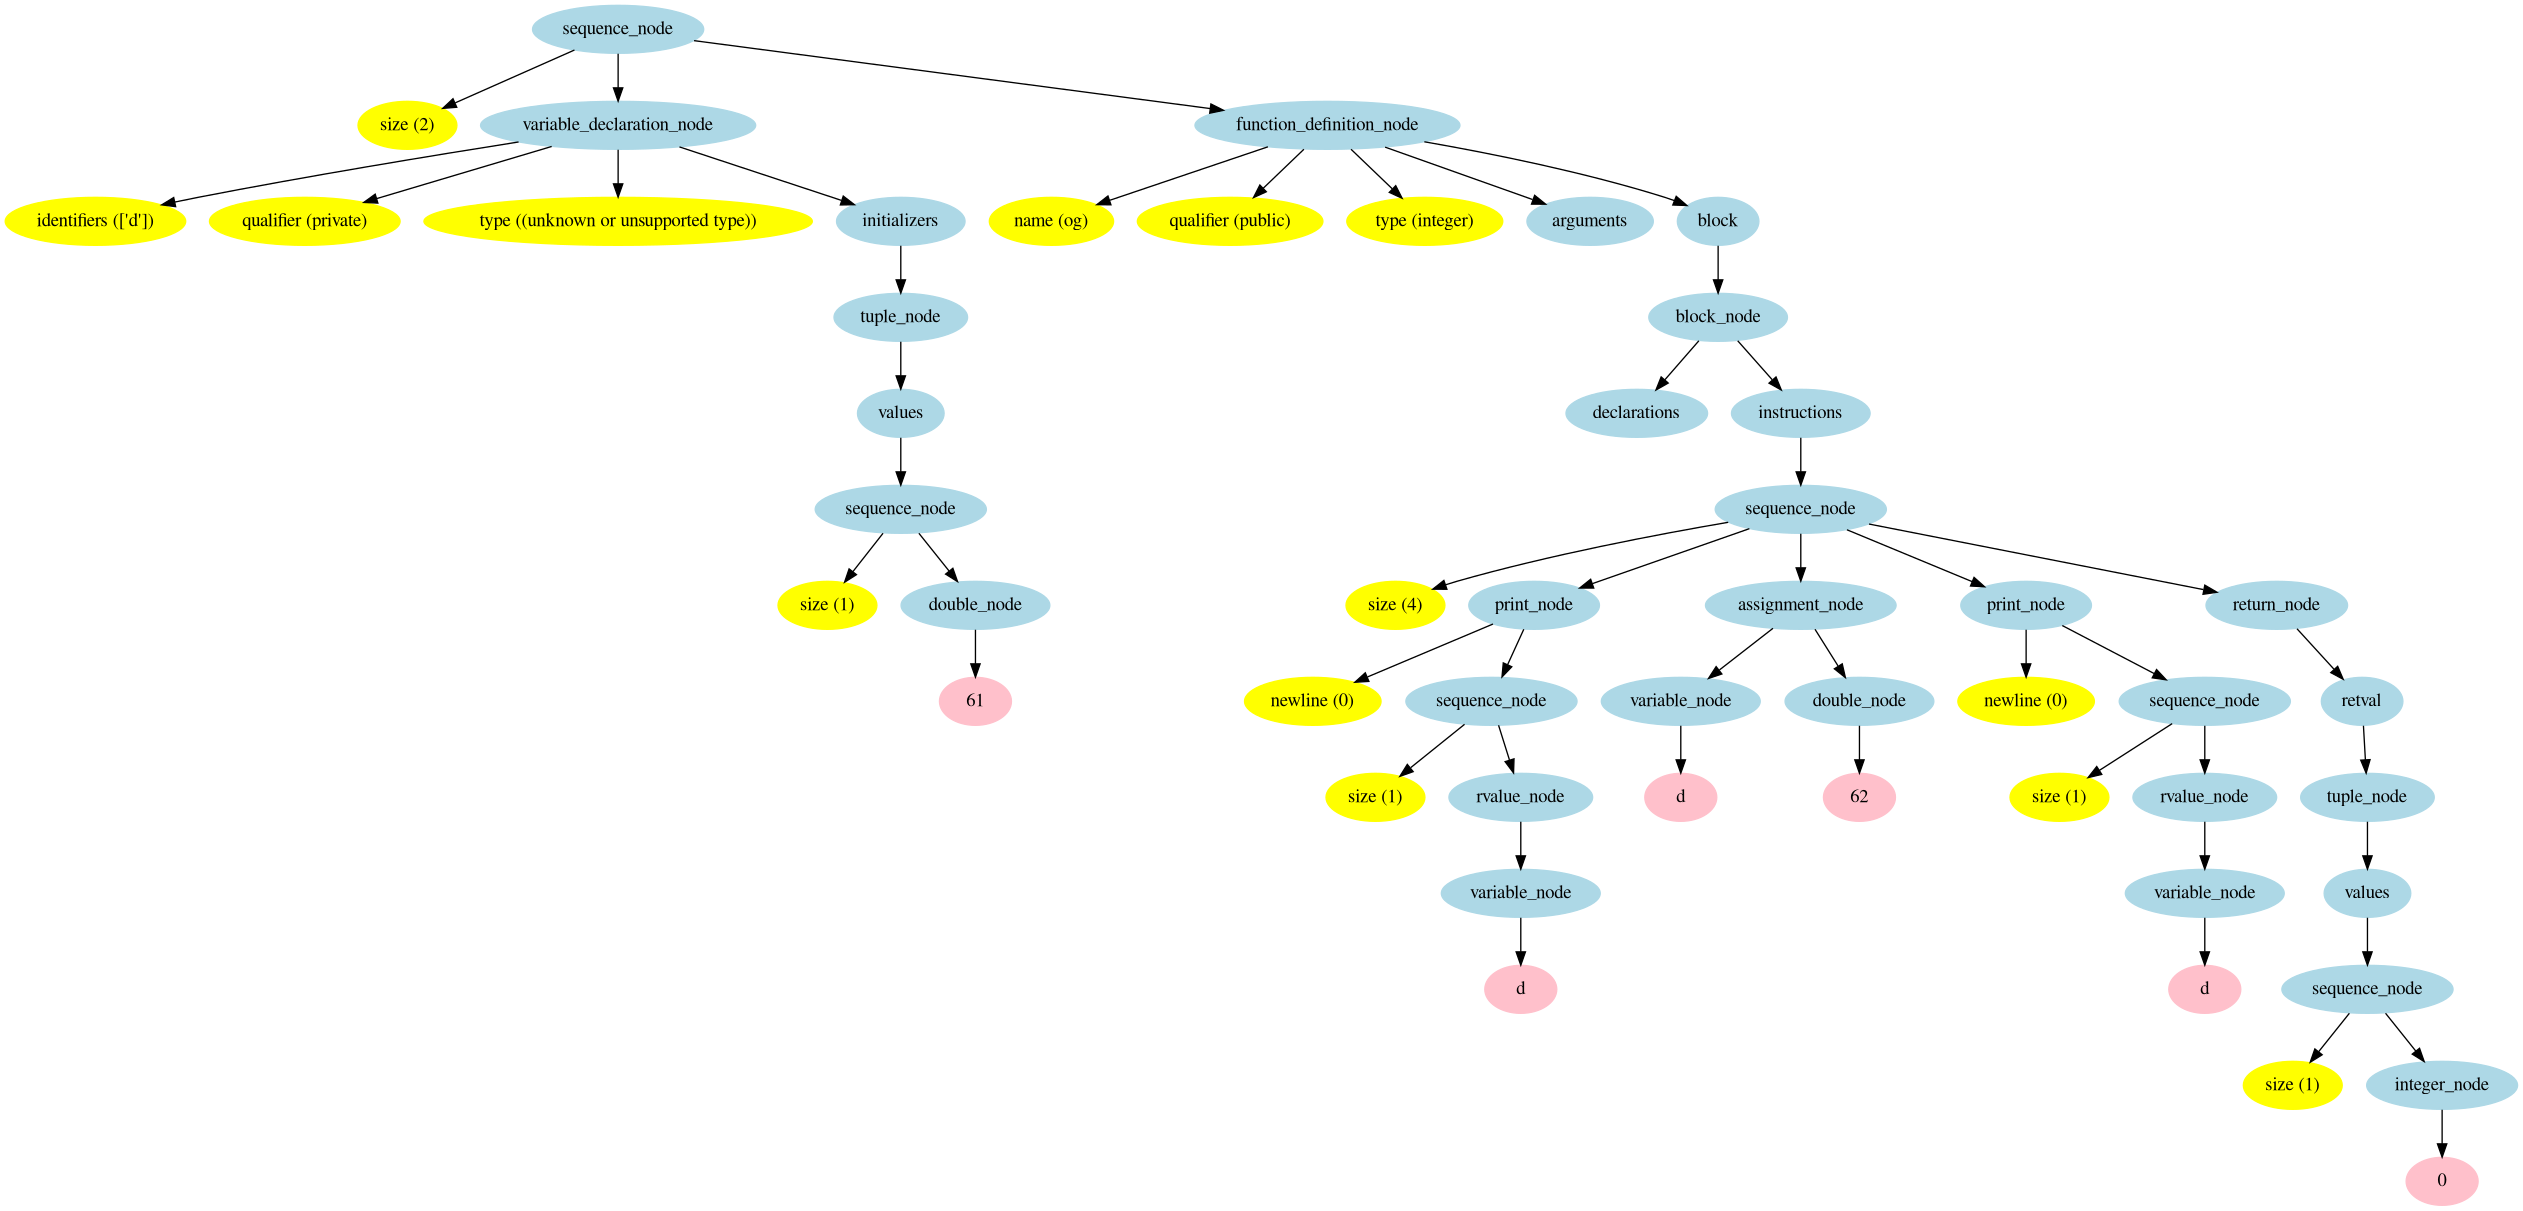 sequence_node
size (2)
variable_declaration_node
function_definition_node
identifiers (['d'])
qualifier (private)
type ((unknown or unsupported type))
initializers
name (og)
qualifier (public)
type (integer)
arguments
block
tuple_node
block_node
values
declarations
instructions
sequence_node
sequence_node
size (1)
double_node
size (4)
print_node
assignment_node
print_node
return_node
61
newline (0)
sequence_node
variable_node
double_node
newline (0)
sequence_node
retval
size (1)
rvalue_node
d
62
size (1)
rvalue_node
tuple_node
variable_node
variable_node
values
d
d
sequence_node
size (1)
integer_node
0